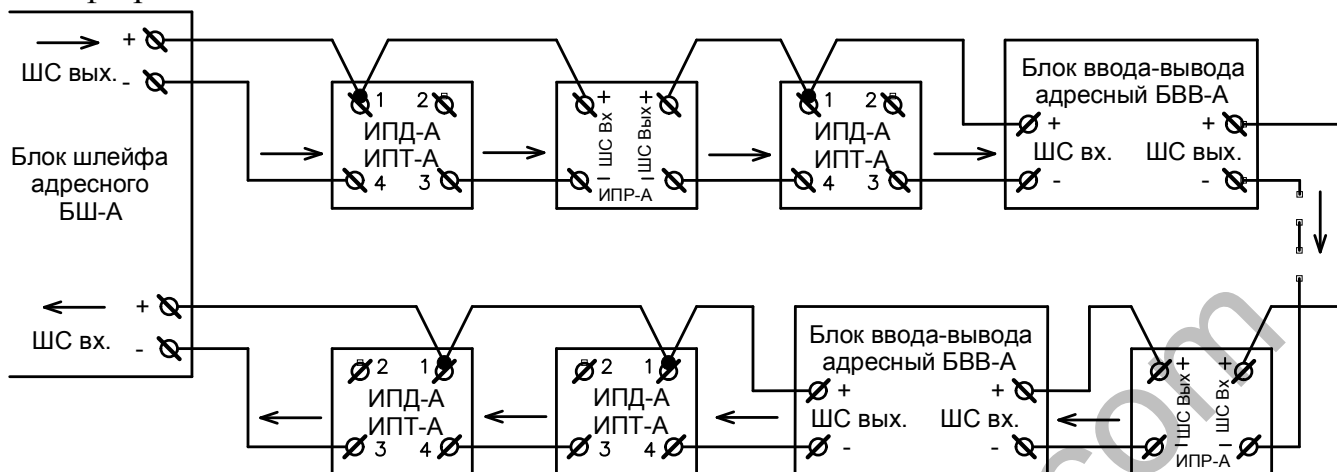 +
ШС вых.
-
Блок шлейфа
адресного
БШ-А
+
ШС вх.
-
1 2
ИПД-А
ИПТ-А
4 3
+ +
ШС Вх ШС Вых
- -
ИПР-А
1 2
ИПД-А
ИПТ-А
4 3
Блок ввода-вывода
адресный БВВ-А
+ +
ШС вх. ШС вых.
- -
2 1
ИПД-А
ИПТ-А
3 4
2 1
ИПД-А
ИПТ-А
3 4
Блок ввода-вывода
адресный БВВ-А
+ +
ШС вых. ШС вх.
- -
+ +
ШС Вых ШС Вх
- -
ИПР-А
com